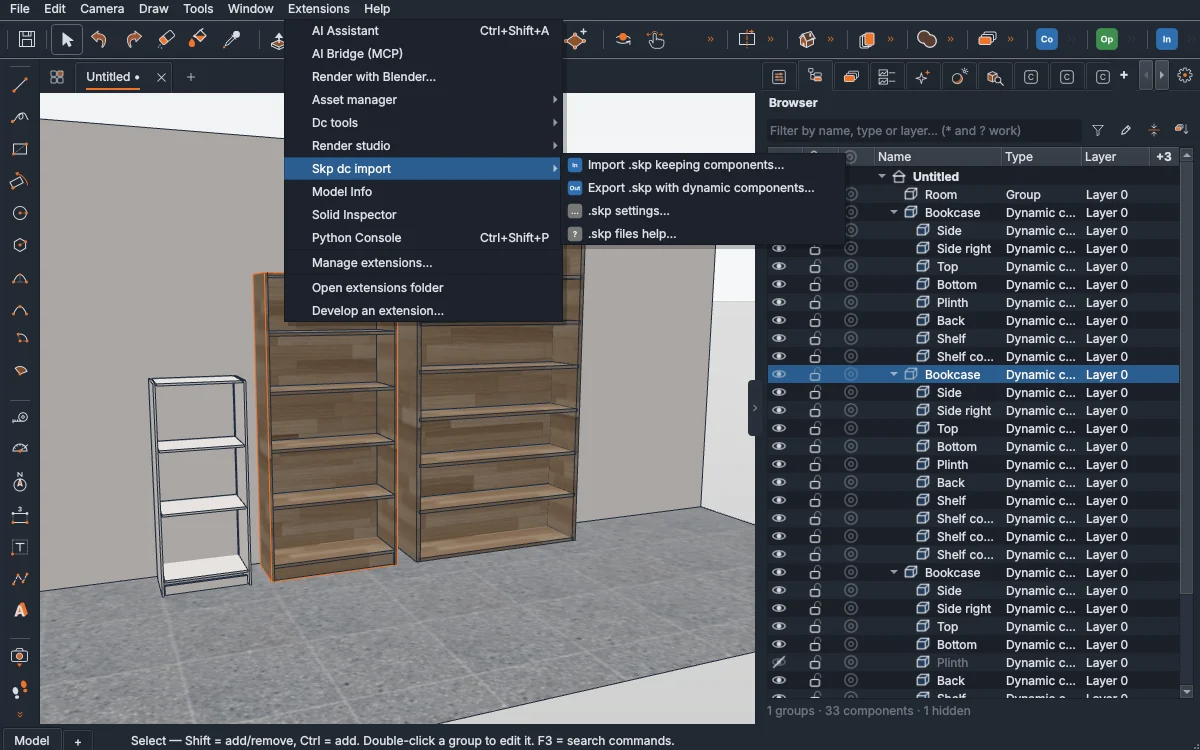 File Edit Camera Draw Tools Window Extensions Help
Co Op In
Untitled •
AI Assistant Ctrl+Shift+A
AI Bridge (MCP)
Render with Blender...
Asset manager
Dc tools
Render studio
Skp dc import
Model Info
Solid Inspector
Python Console Ctrl+Shift+P
Manage extensions...
Open extensions folder
Develop an extension...
In Import .skp keeping components...
Out Export .skp with dynamic components...
... .skp settings...
? .skp files help...
Browser
Filter by name, type or layer... (* and ? work)
Name Type Layer +3
Untitled
Room Group Layer 0
Bookcase Dynamic c... Layer 0
Side Dynamic c... Layer 0
Side right Dynamic c... Layer 0
Top Dynamic c... Layer 0
Bottom Dynamic c... Layer 0
Plinth Dynamic c... Layer 0
Back Dynamic c... Layer 0
Shelf Dynamic c... Layer 0
Shelf co... Dynamic c... Layer 0
Bookcase Dynamic c... Layer 0
Side Dynamic c... Layer 0
Side right Dynamic c... Layer 0
Top Dynamic c... Layer 0
Bottom Dynamic c... Layer 0
Plinth Dynamic c... Layer 0
Back Dynamic c... Layer 0
Shelf Dynamic c... Layer 0
Shelf co... Dynamic c... Layer 0
Shelf co... Dynamic c... Layer 0
Shelf co... Dynamic c... Layer 0
Bookcase Dynamic c... Layer 0
Side Dynamic c... Layer 0
Side right Dynamic c... Layer 0
Top Dynamic c... Layer 0
Bottom Dynamic c... Layer 0
Plinth Dynamic c... Layer 0
Back Dynamic c... Layer 0
Shelf Dynamic c... Layer 0
1 groups · 33 components · 1 hidden
Model + Select — Shift = add/remove, Ctrl = add. Double-click a group to edit it. F3 = search commands.